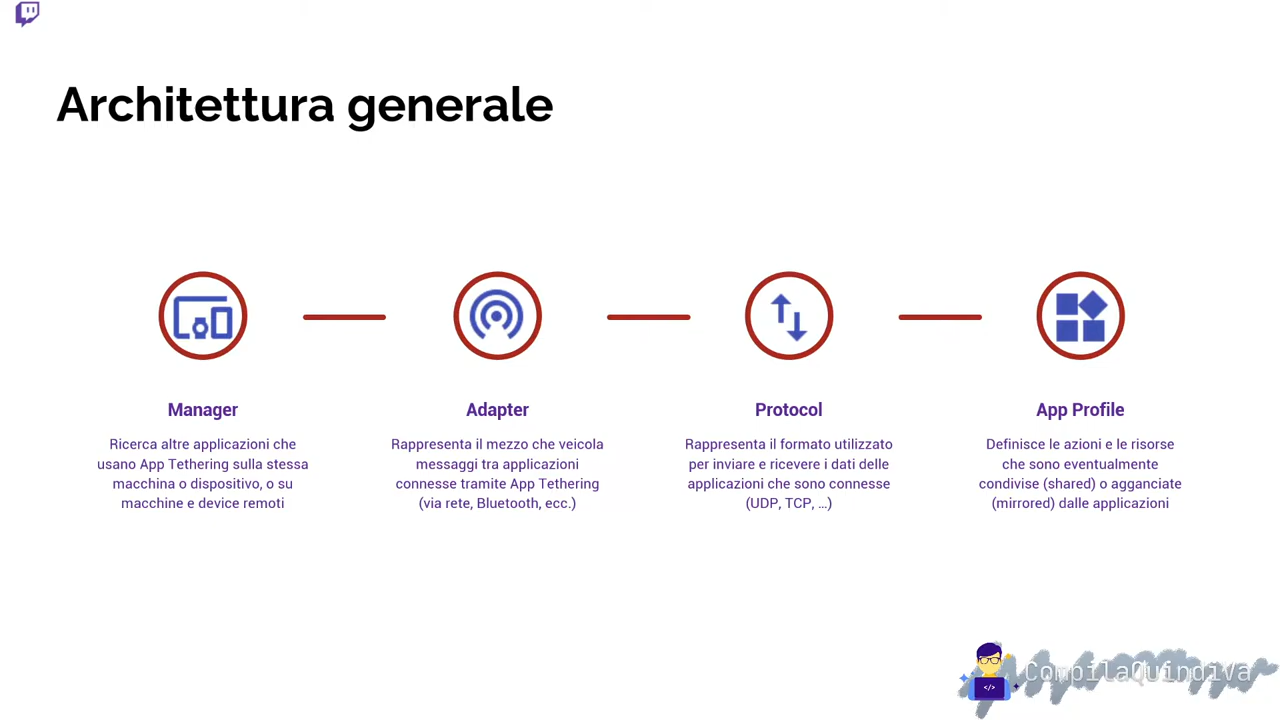 Architettura generale
Manager
Ricerca altre applicazioni che
usano App Tethering sulla stessa
macchina o dispositivo, o su
macchine e device remoti
Adapter
Rappresenta il mezzo che veicola
messaggi tra applicazioni
connesse tramite App Tethering
(via rete, Bluetooth, ecc.)
Protocol
Rappresenta il formato utilizzato
per inviare e ricevere i dati delle
applicazioni che sono connesse
(UDP, TCP, ...)
App Profile
Definisce le azioni e le risorse
che sono eventualmente
condivise (shared) o agganciate
(mirrored) dalle applicazioni
</> CompilaQuindiVa